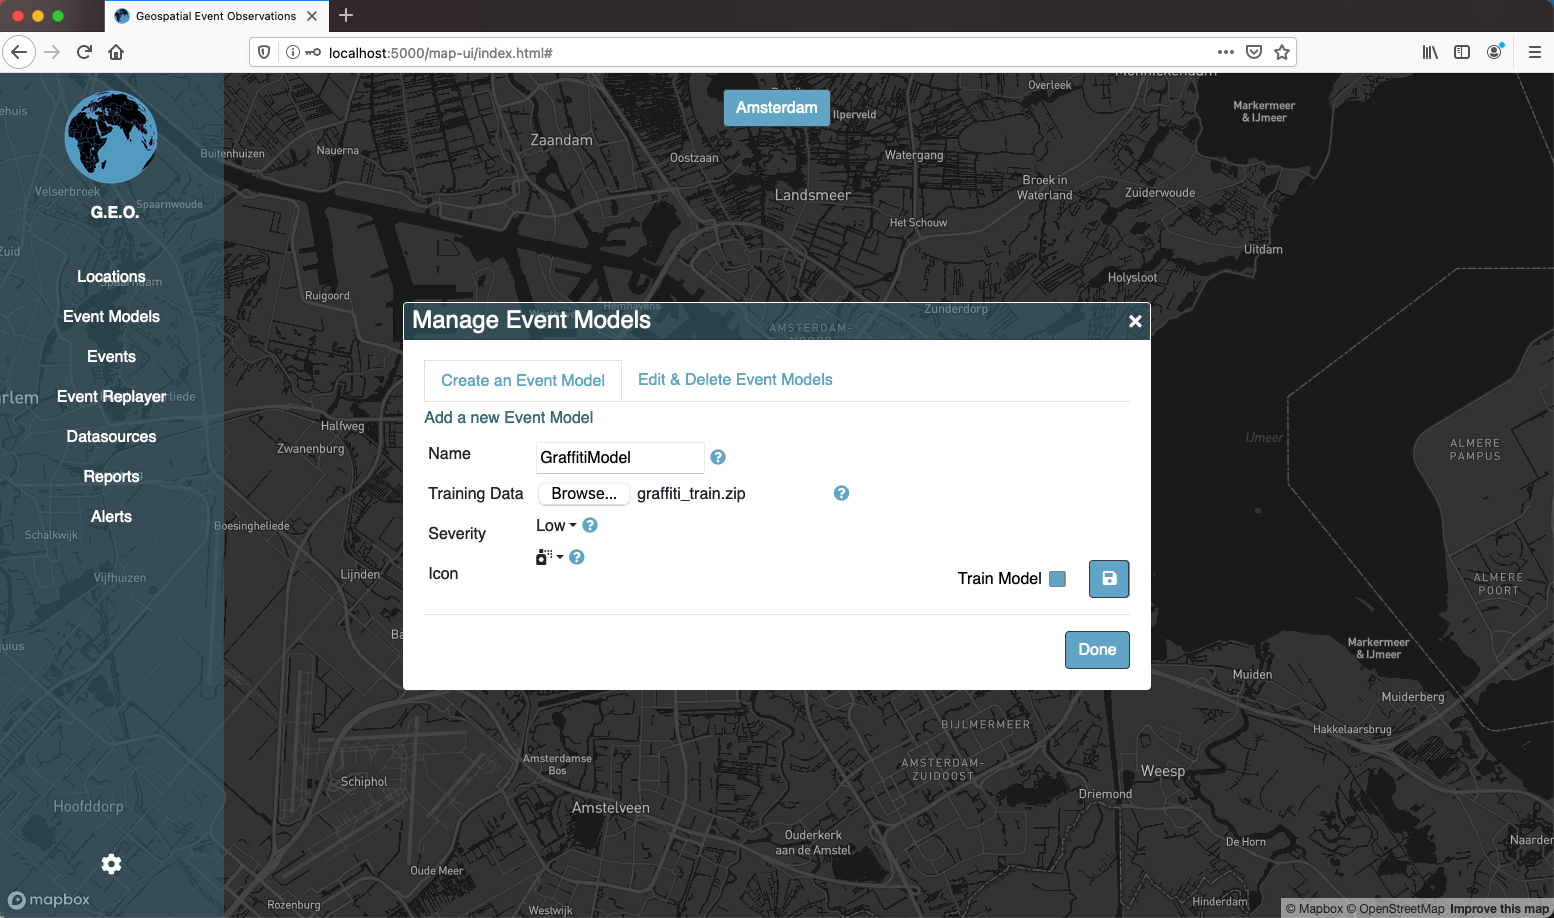 Geospatial Event Observations
localhost:5000/map-ui/index.html#
Amsterdam
G.E.O.
Locations
Event Models
Events
Event Replayer
Datasources
Reports
Alerts
mapbox
Manage Event Models
Create an Event Model
Edit & Delete Event Models
Add a new Event Model
Name
GraffitiModel
Training Data
Browse...
graffiti_train.zip
Severity
Low
Icon
Train Model
Done
Overleek
Ilperveld
Markermeer
& IJmeer
Zaandam
Buitenhuizen
Nauerna
Oostzaan
Watergang
Landsmeer
Broek in
Waterland
Zuiderwoude
Velserbroek
Spaarnwoude
Het Schouw
Uitdam
Holysloot
Ruigoord
Zunderdorp
AMSTERDAM-
Halfweg
Zwanenburg
IJmeer
ALMERE
PAMPUS
Boesingheliede
Schalkwijk
Vijfhuizen
Lijnden
ALMERE
POORT
Markermeer
& IJmeer
Muiden
Muiderberg
Hakkelaarsbrug
BIJLMERMEER
Amsterdamse
Bos
AMSTERDAM-
ZUIDOOST
Weesp
Schiphol
Driemond
Hoofddorp
Amstelveen
Ouderkerk
aan de Amstel
De Horn
Naarder
Oude Meer
Rozenburg
Westwijk
Hinderdam
© Mapbox © OpenStreetMap Improve this map